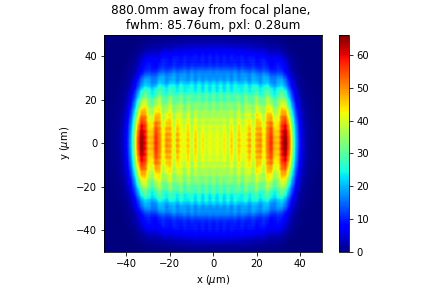 880.0mm away from focal plane,
fwhm: 85.76um, pxl: 0.28um
40
20
0
−20
−40
y (μm)
−40 −20 0 20 40
x (μm)
60
50
40
30
20
10
0